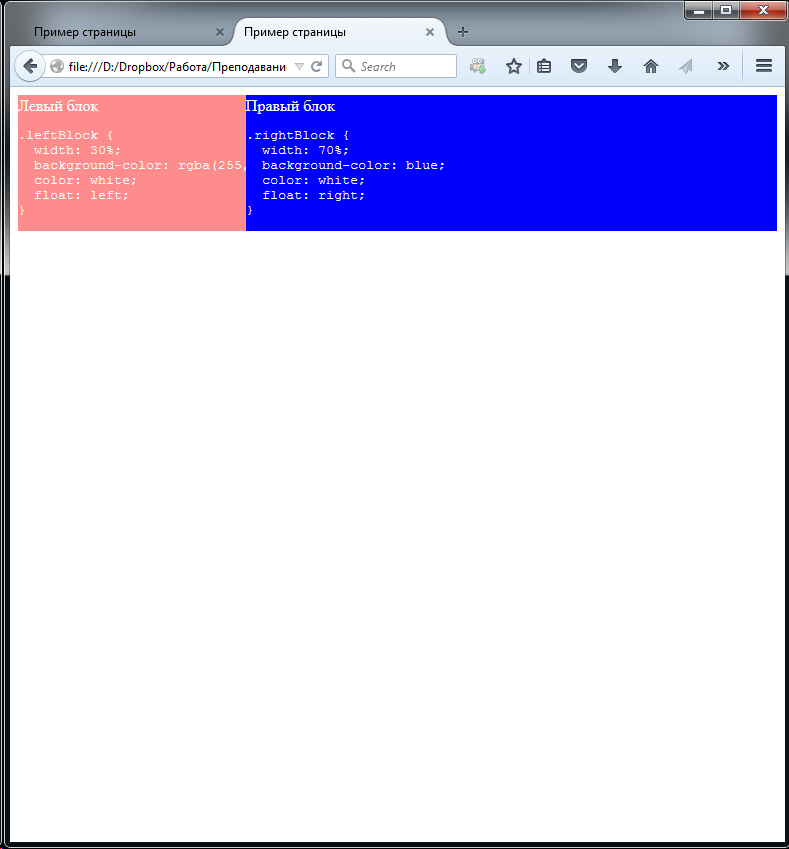 Пример страницы
Пример страницы
file:///D:/Dropbox/Работа/Преподавани
Search
Левый блок
.leftBlock {
  width: 30%;
  background-color: rgba(255,
  color: white;
  float: left;
}
Правый блок
.rightBlock {
  width: 70%;
  background-color: blue;
  color: white;
  float: right;
}